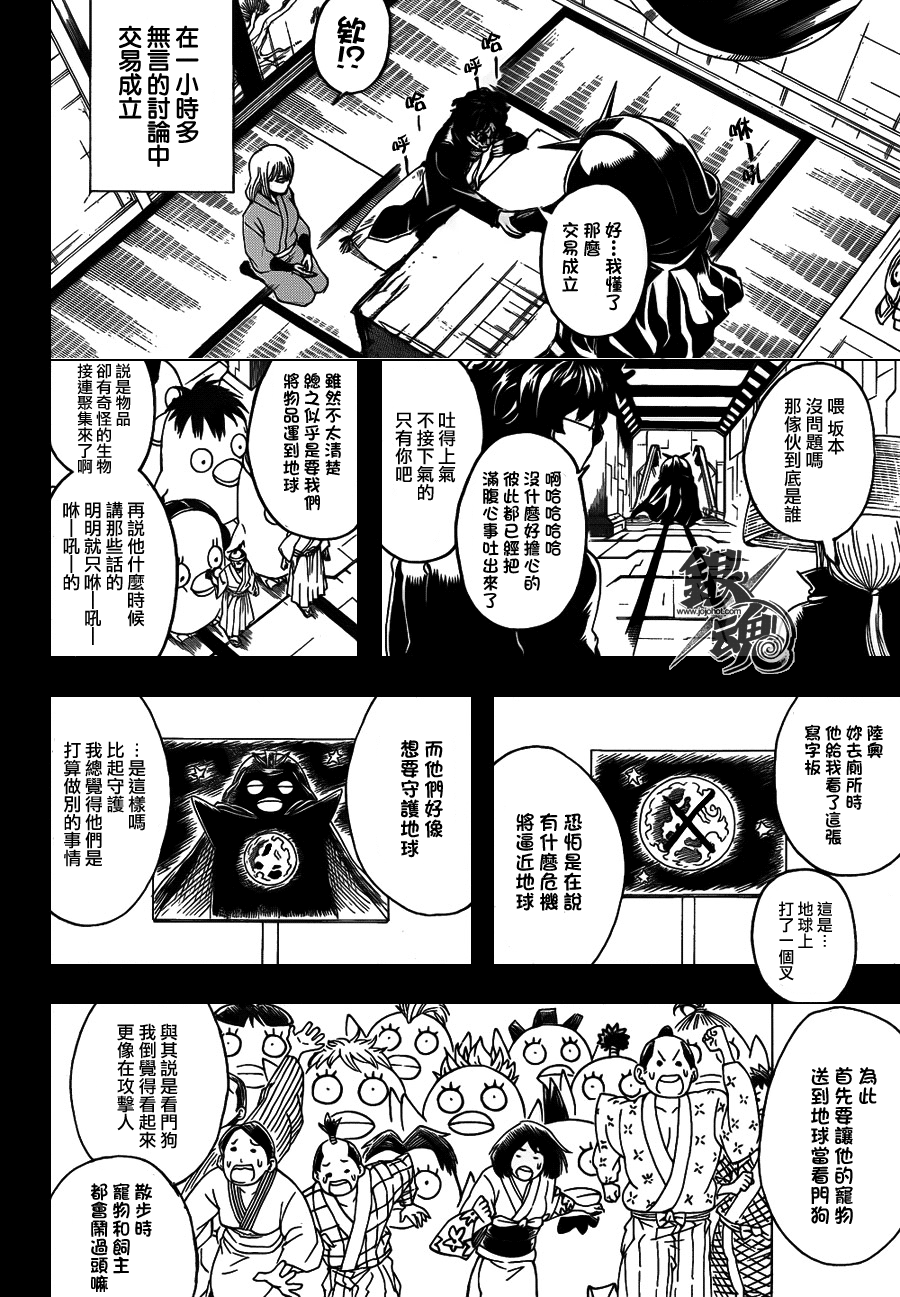 咻
—
吼
好…我懂了
那麼
交易成立
哈
—
呼
哈
—
呼
欸!?
在一小時多
無言的討論中
交易成立
喂坂本
沒問題嗎
那傢伙到底是誰
啊哈哈哈哈
沒什麼好擔心的
彼此都已經把
滿腹心事吐出來了
吐得上氣
不接下氣的
只有你吧
雖然不太清楚
總之似乎是要我們
將物品運到地球
說是物品
卻有奇怪的生物
接連聚集來了啊
再說他什麼時候
講那些話的
明明就只咻—吼—
咻—吼—的
銀魂
www.jojohot.com
陸奧
妳去廁所時
他給我看了這張
寫字板
這是…
地球上
打了一個叉
恐怕是在說
有什麼危機
將逼近地球
而他們好像
想要守護地球
…是這樣嗎
比起守護
我總覺得他們是
打算做別的事情
為此
首先要讓他的寵物
送到地球當看門狗
與其說是看門狗
我倒覺得看起來
更像在攻擊人
散步時
寵物和飼主
都會鬧過頭嘛